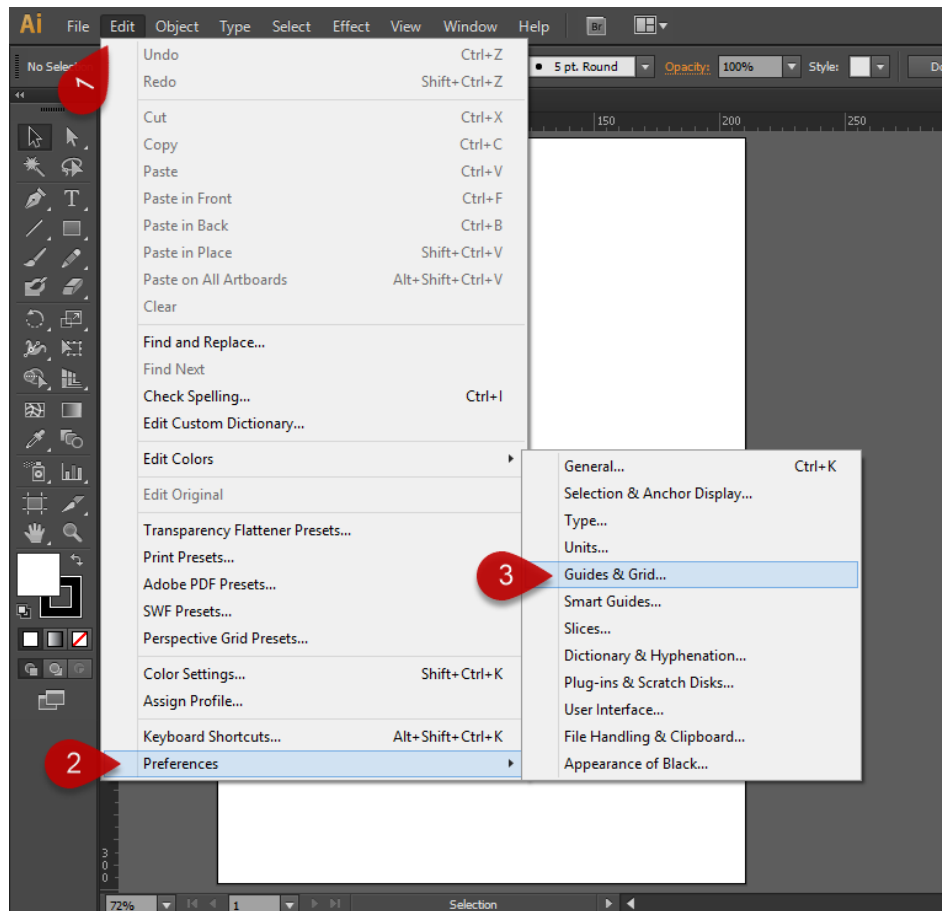 Ai File Edit Object Type Select Effect View Window Help Br
No Sele 5 pt. Round Opacity: 100% Style: Do
1
150 200 250
Undo Ctrl+Z
Redo Shift+Ctrl+Z
Cut Ctrl+X
Copy Ctrl+C
Paste Ctrl+V
Paste in Front Ctrl+F
Paste in Back Ctrl+B
Paste in Place Shift+Ctrl+V
Paste on All Artboards Alt+Shift+Ctrl+V
Clear
Find and Replace...
Find Next
Check Spelling... Ctrl+I
Edit Custom Dictionary...
Edit Colors
Edit Original
Transparency Flattener Presets...
Print Presets...
Adobe PDF Presets...
SWF Presets...
Perspective Grid Presets...
Color Settings... Shift+Ctrl+K
Assign Profile...
Keyboard Shortcuts... Alt+Shift+Ctrl+K
2 Preferences
General... Ctrl+K
Selection & Anchor Display...
Type...
Units...
3 Guides & Grid...
Smart Guides...
Slices...
Dictionary & Hyphenation...
Plug-ins & Scratch Disks...
User Interface...
File Handling & Clipboard...
Appearance of Black...
300
72% 1 Selection